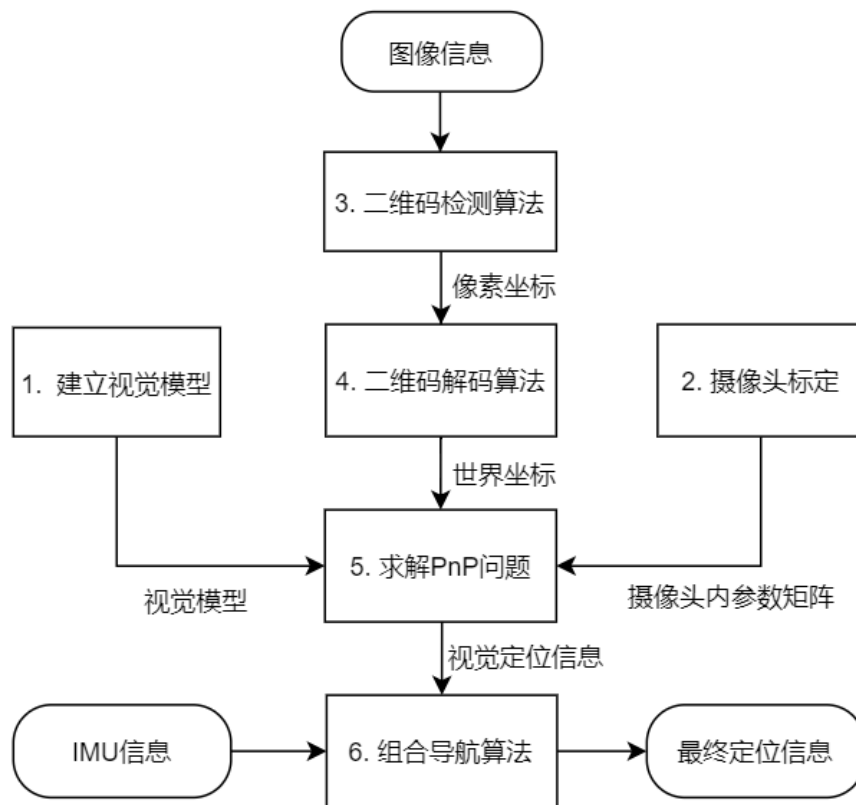 图像信息
3. 二维码检测算法
像素坐标
1. 建立视觉模型
4. 二维码解码算法
2. 摄像头标定
世界坐标
5. 求解PnP问题
视觉模型
摄像头内参数矩阵
视觉定位信息
IMU信息
6. 组合导航算法
最终定位信息